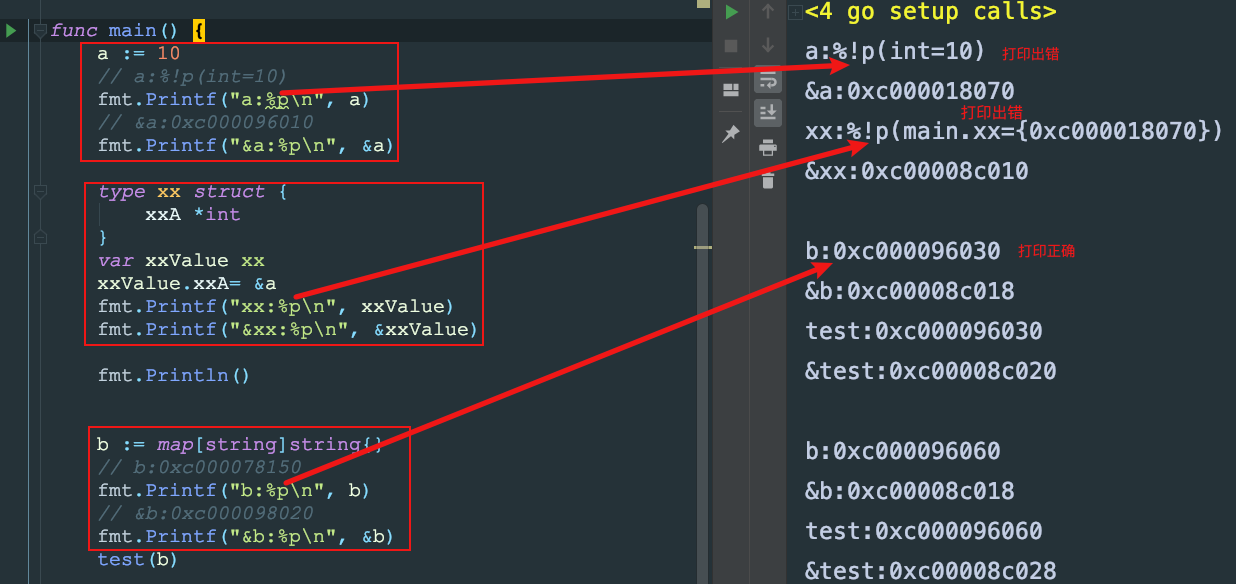 func main() {
a := 10
// a:%!p(int=10)
fmt.Printf("a:%p\n", a)
// &a:0xc000096010
fmt.Printf("&a:%p\n", &a)
type xx struct {
xxA *int
}
var xxValue xx
xxValue.xxA= &a
fmt.Printf("xx:%p\n", xxValue)
fmt.Printf("&xx:%p\n", &xxValue)
fmt.Println()
b := map[string]string{}
// b:0xc000078150
fmt.Printf("b:%p\n", b)
// &b:0xc000098020
fmt.Printf("&b:%p\n", &b)
test(b)
<4 go setup calls>
a:%!p(int=10) 打印出错
&a:0xc000018070
打印出错
xx:%!p(main.xx={0xc000018070})
&xx:0xc00008c010
b:0xc000096030 打印正确
&b:0xc00008c018
test:0xc000096030
&test:0xc00008c020
b:0xc000096060
&b:0xc00008c018
test:0xc000096060
&test:0xc00008c028